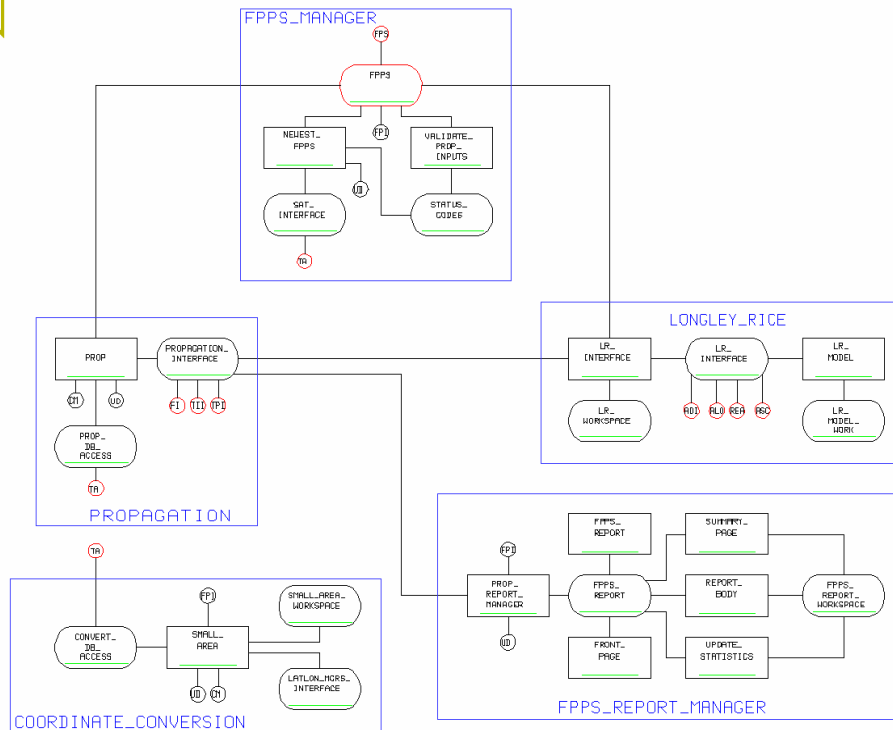 FPPS_MANAGER
FPS
FPPS
FPI
NEWEST_
FPPS
VALIDATE_
PROP_
INPUTS
UD
SAT_
INTERFACE
STATUS_
CODES
TA
PROPAGATION
PROP
PROPAGATION_
INTERFACE
CM
UD
FI
TII
TPI
PROP_
DB_
ACCESS
TA
LONGLEY_RICE
LR_
INTERFACE
LR_
INTERFACE
LR_
MODEL
LR_
WORKSPACE
ADI
ALO
REA
ASC
LR_
MODEL_
WORK
TA
CONVERT_
DB_
ACCESS
FPI
SMALL_
AREA
SMALL_AREA_
WORKSPACE
UD
CM
LATLON_MGRS_
INTERFACE
COORDINATE_CONVERSION
FPI
PROP_
REPORT_
MANAGER
UD
FPPS_
REPORT
SUMMARY_
PAGE
FPPS_
REPORT
REPORT_
BODY
FPPS_
REPORT_
WORKSPACE
FRONT_
PAGE
UPDATE_
STATISTICS
FPPS_REPORT_MANAGER